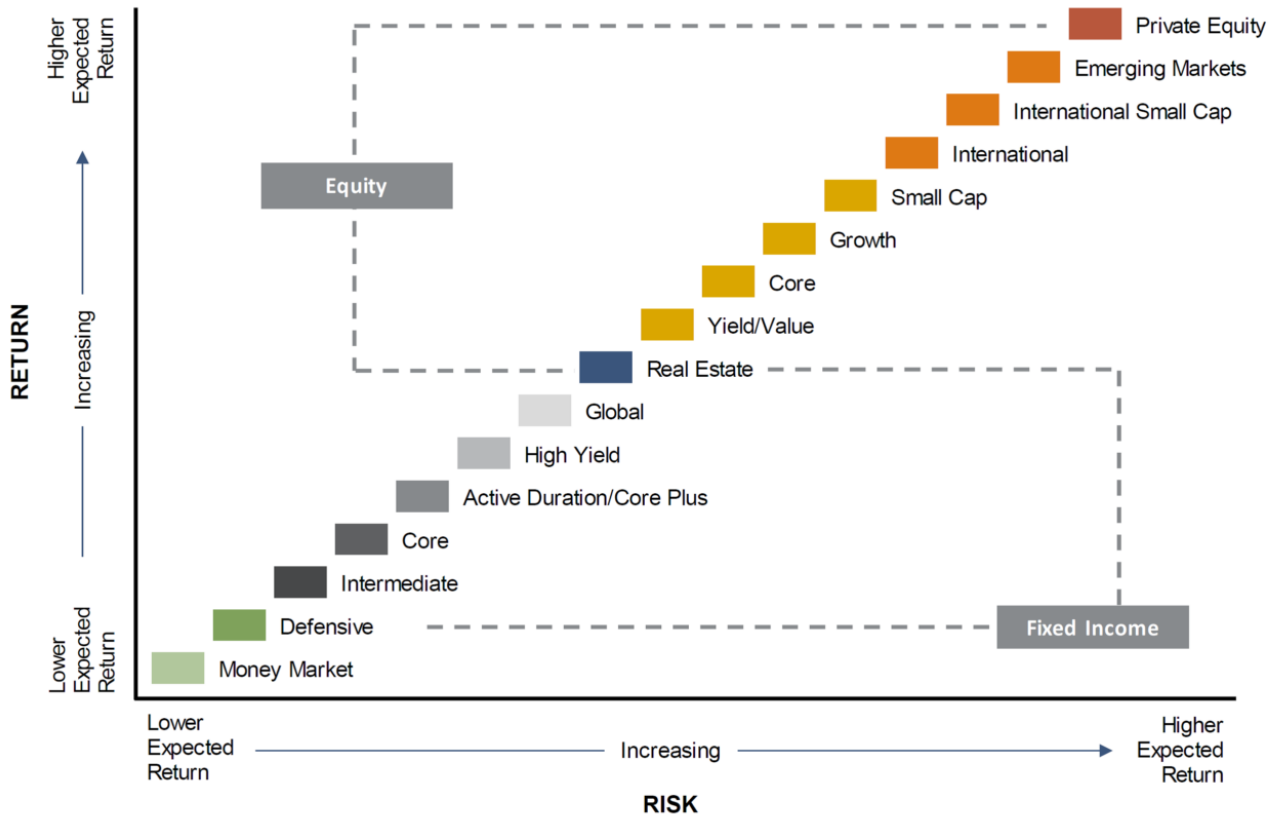 Higher
Expected
Return
Private Equity
Emerging Markets
International Small Cap
International
Equity
Small Cap
Growth
Core
Yield/Value
RETURN
Increasing
Real Estate
Global
High Yield
Active Duration/Core Plus
Core
Intermediate
Defensive
Fixed Income
Lower
Expected
Return
Money Market
Lower
Expected
Return
Increasing
Higher
Expected
Return
RISK